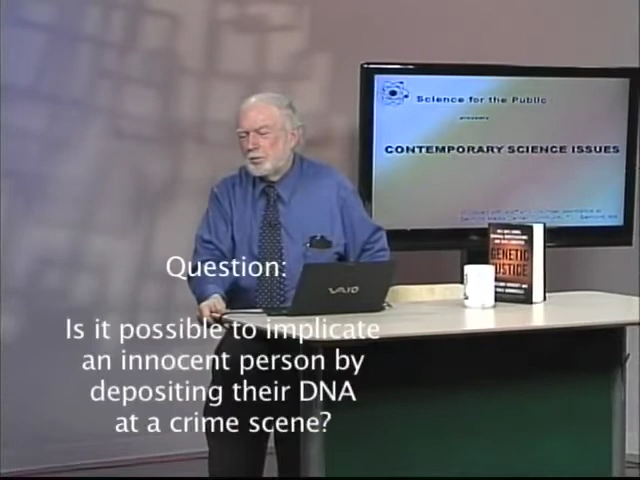 Science for the Public
presents
CONTEMPORARY SCIENCE ISSUES
GENETIC
JUSTICE
VAIO
Question:
Is it possible to implicate
an innocent person by
depositing their DNA
at a crime scene?